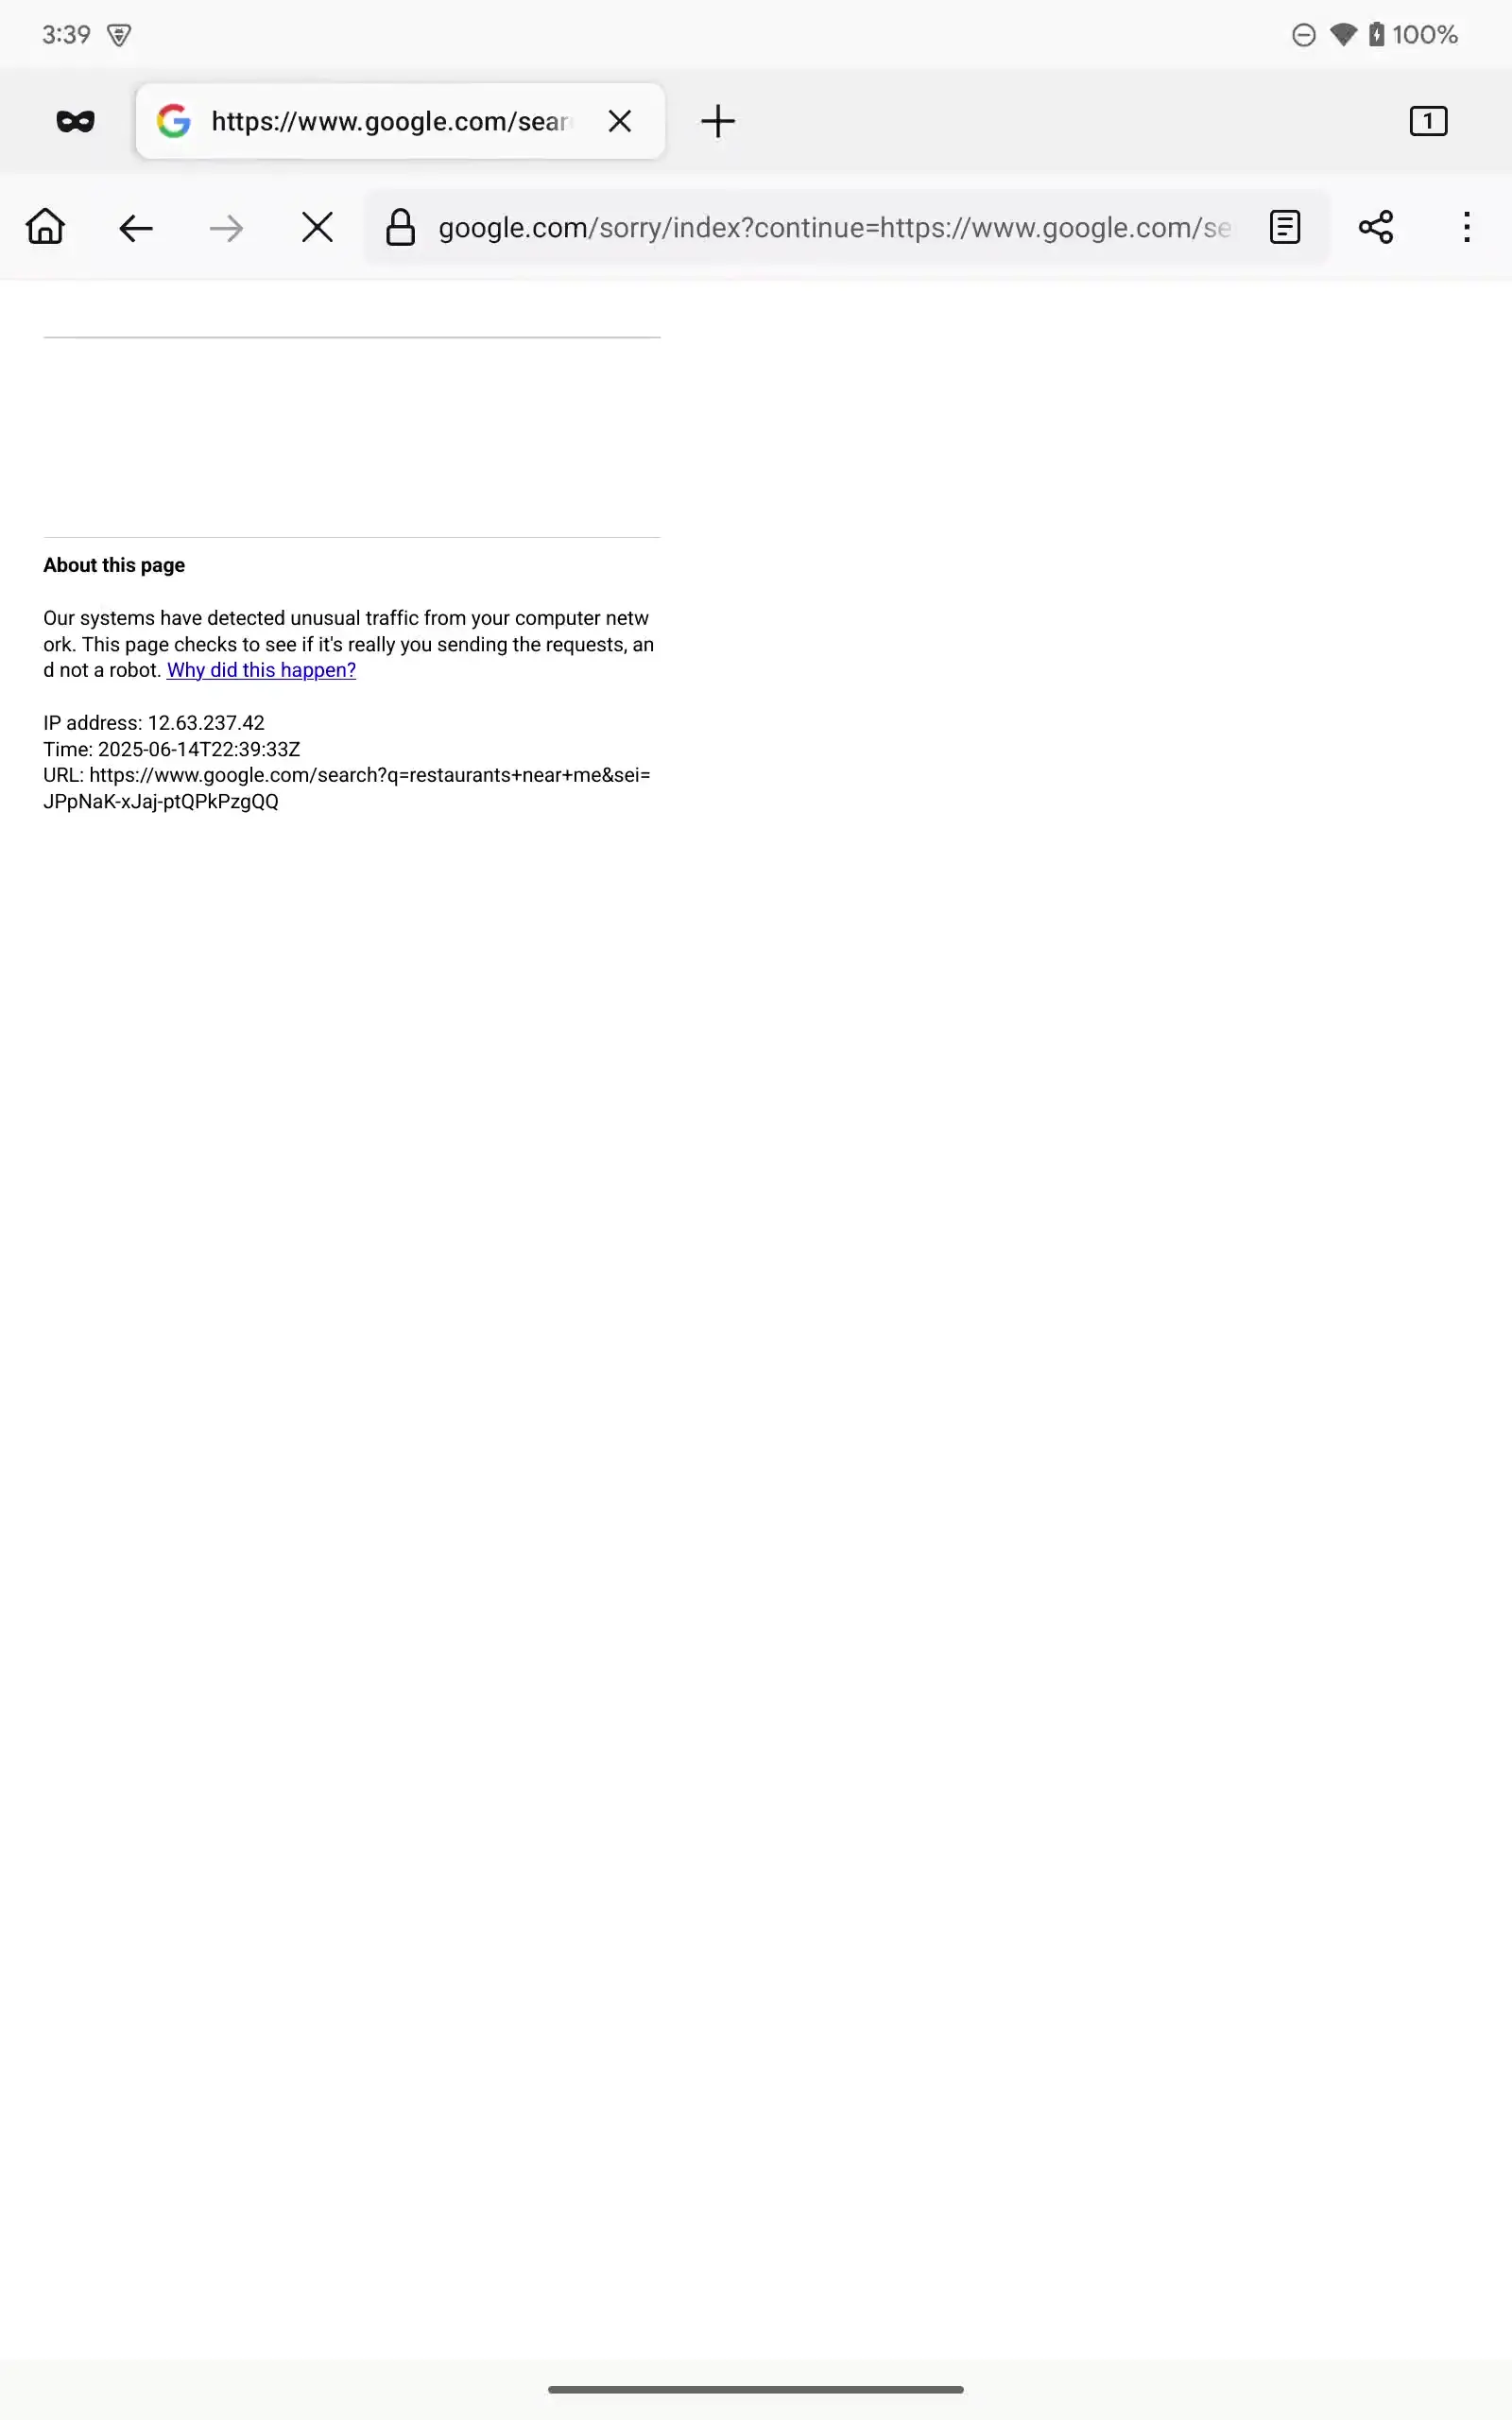 3:39
100%
https://www.google.com/sear
1
google.com/sorry/index?continue=https://www.google.com/se
About this page
Our systems have detected unusual traffic from your computer netw
ork. This page checks to see if it's really you sending the requests, an
d not a robot. Why did this happen?
IP address: 12.63.237.42
Time: 2025-06-14T22:39:33Z
URL: https://www.google.com/search?q=restaurants+near+me&sei=
JPpNaK-xJaj-ptQPkPzgQQ